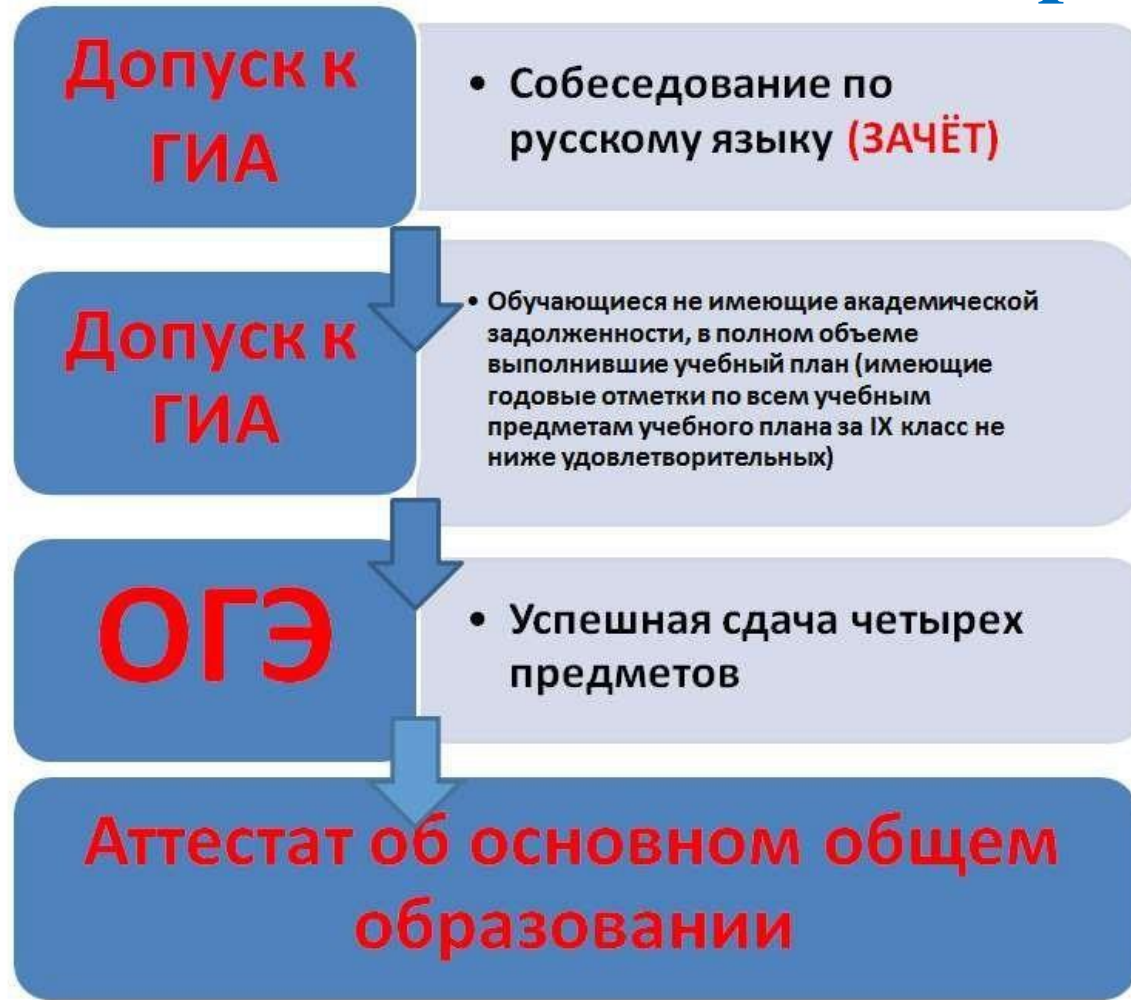 Допуск к
ГИА
• Собеседование по
русскому языку (ЗАЧЁТ)
Допуск к
ГИА
• Обучающиеся не имеющие академической
задолженности, в полном объеме
выполнившие учебный план (имеющие
годовые отметки по всем учебным
предметам учебного плана за IX класс не
ниже удовлетворительных)
ОГЭ
• Успешная сдача четырех
предметов
Аттестат об основном общем
образовании